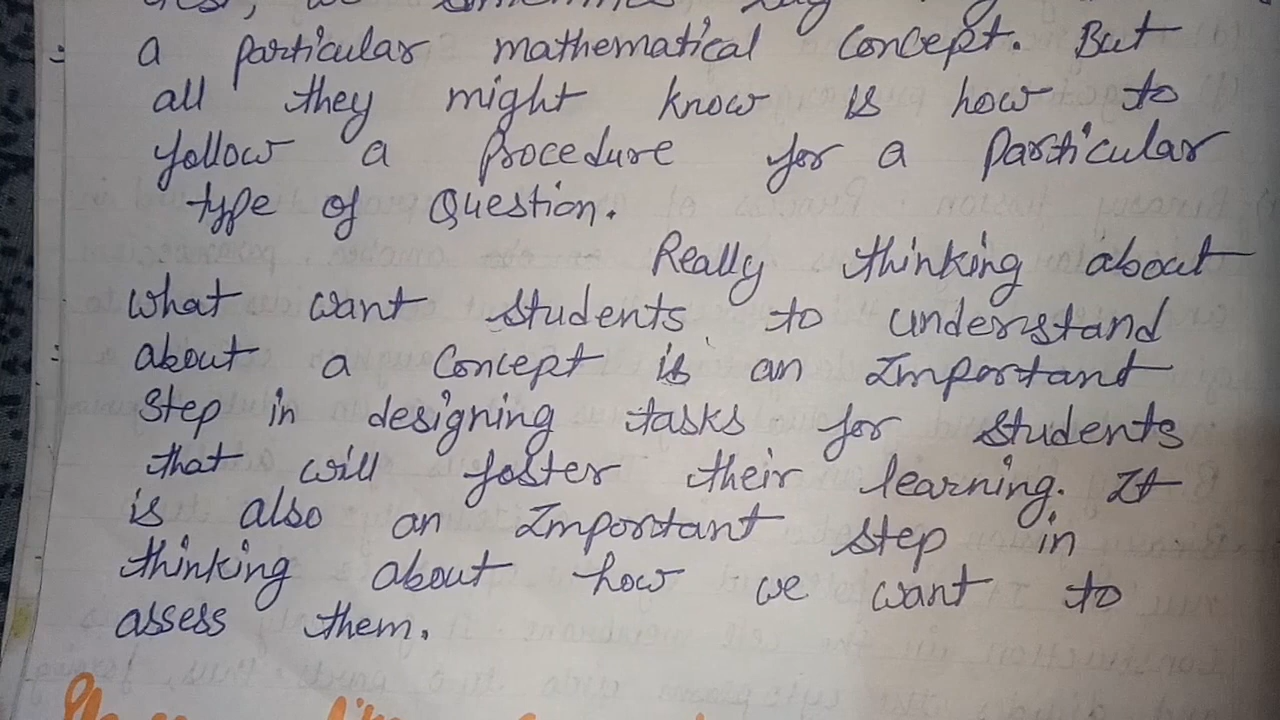 a particular mathematical Concept. But
all they might know is how to
follow a Procedure for a Particular
type of Question.
Really thinking about
what want students to understand
about a Concept is an Important
Step in designing tasks for students
that will foster their learning. It
is also an Important step in
thinking about how we want to
assess them.